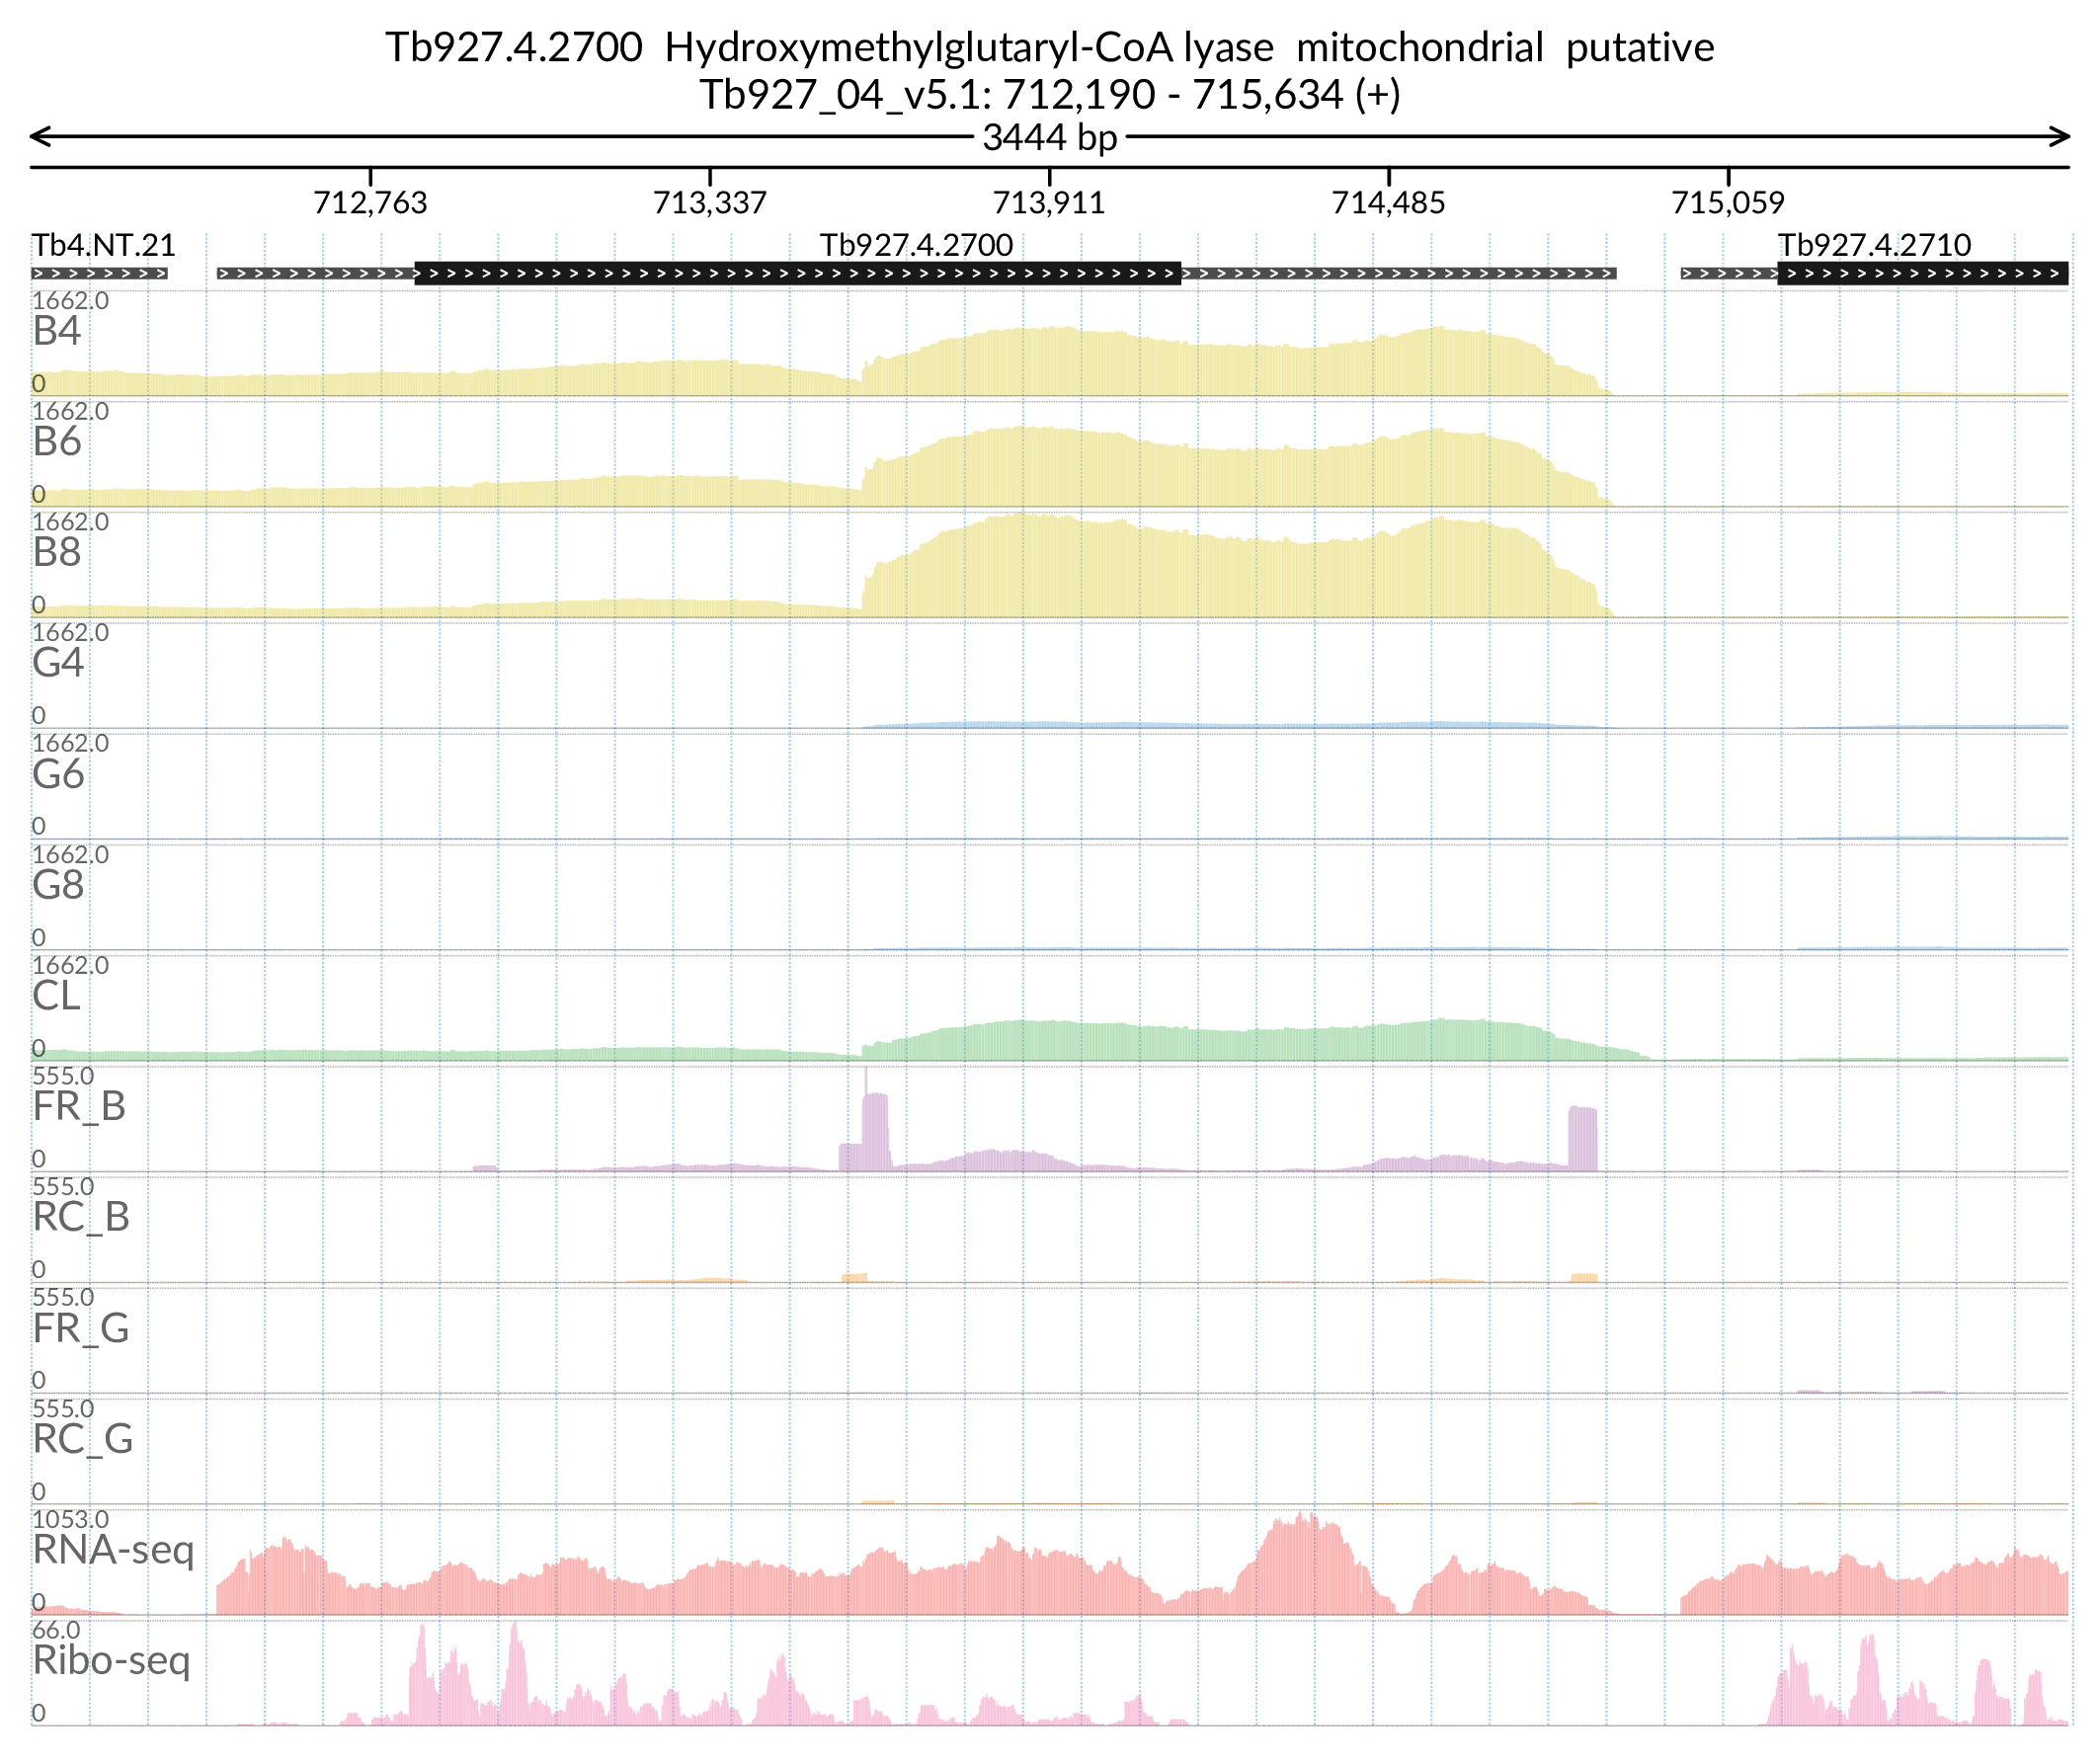 Tb927.4.2700 Hydroxymethylglutaryl-CoA lyase mitochondrial putative
Tb927_04_v5.1: 712,190 - 715,634 (+)
3444 bp
712,763 713,337 713,911 714,485 715,059
Tb4.NT.21 Tb927.4.2700 Tb927.4.2710
1662.0
B4
0
1662.0
B6
0
1662.0
B8
0
1662.0
G4
0
1662.0
G6
0
1662.0
G8
0
1662.0
CL
0
555.0
FR_B
0
555.0
RC_B
0
555.0
FR_G
0
555.0
RC_G
0
1053.0
RNA-seq
0
66.0
Ribo-seq
0